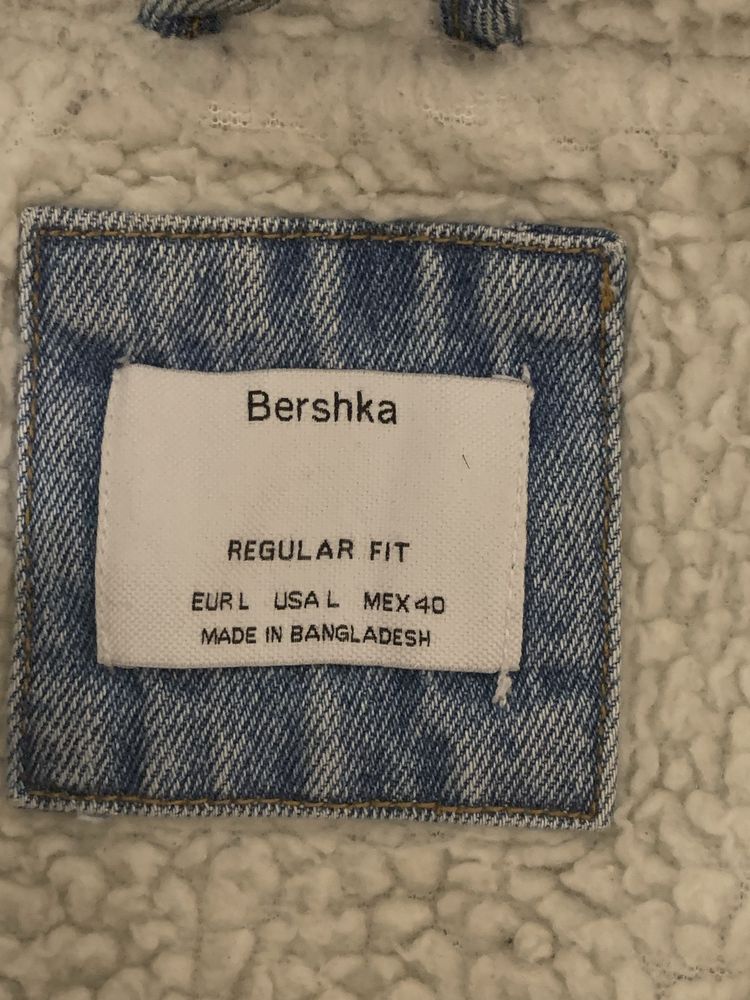 Bershka
REGULAR FIT
EUR L USA L MEX 40
MADE IN BANGLADESH